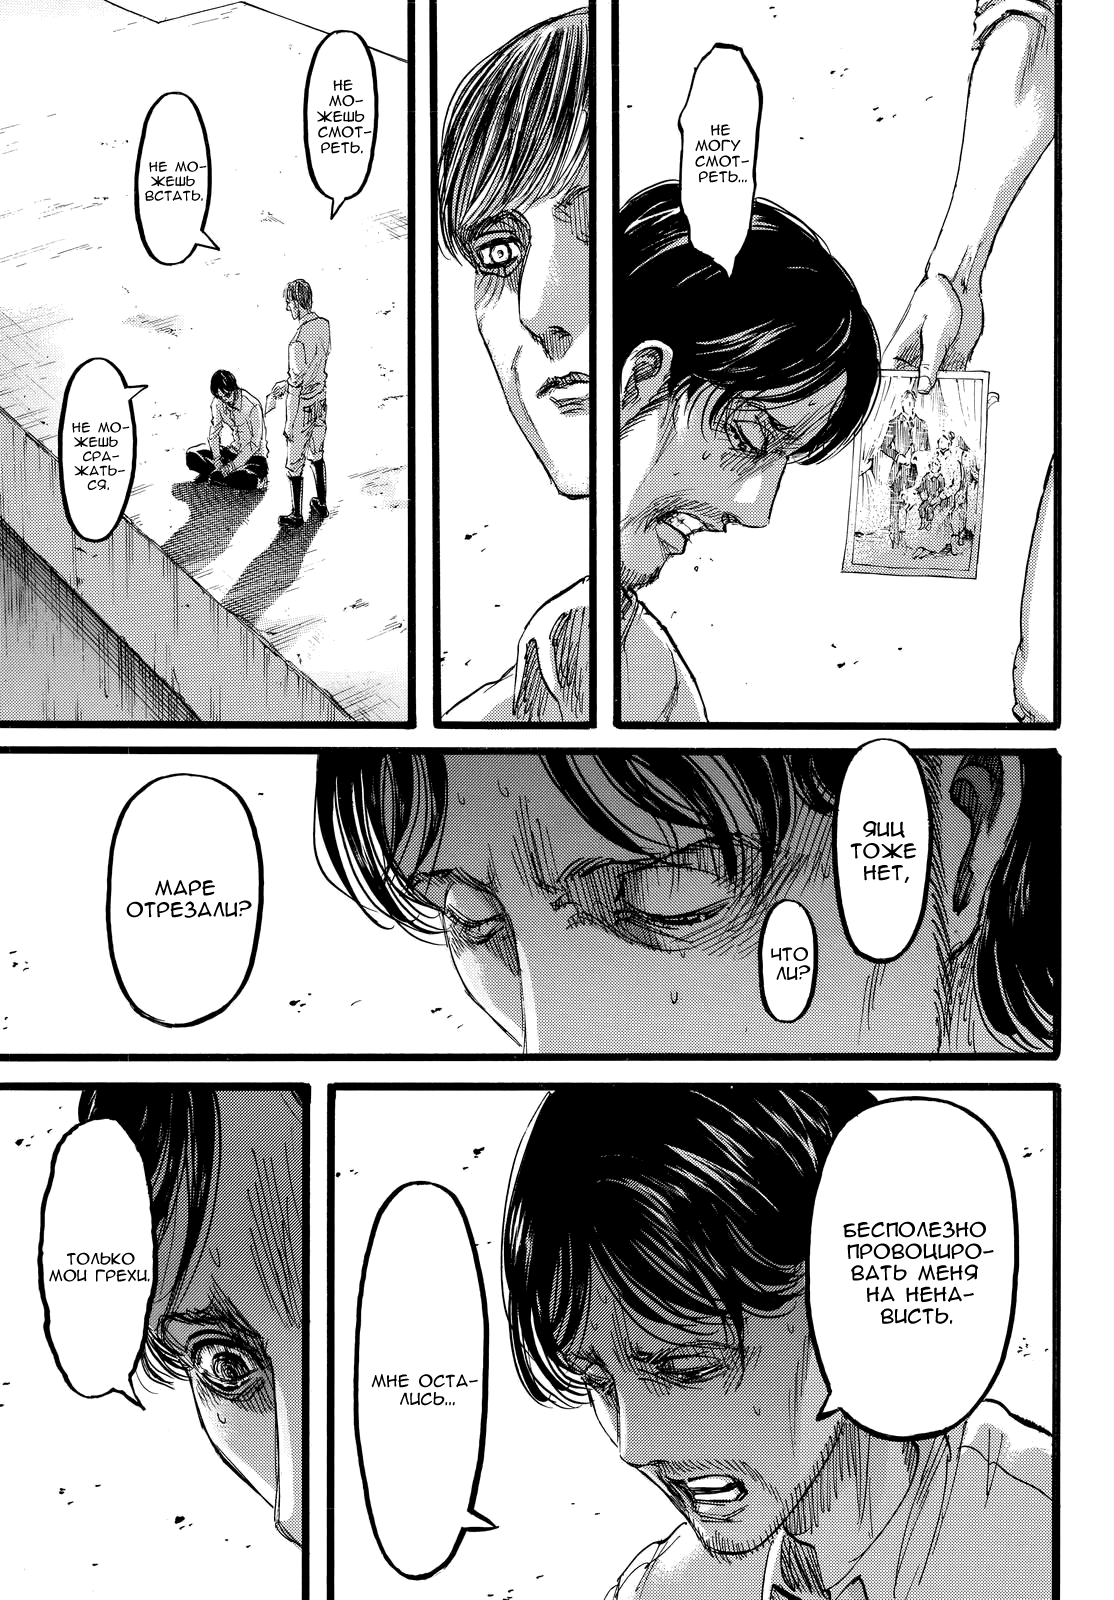 НЕ
МОГУ
СМОТ-
РЕТЬ...
НЕ
МО-
ЖЕШЬ
СМОТ-
РЕТЬ.
НЕ МО-
ЖЕШЬ
ВСТАТЬ.
НЕ МО-
ЖЕШЬ
СРА-
ЖАТЬ-
СЯ.
ЯИЦ
ТОЖЕ
НЕТ,
ЧТО
ЛИ?
МАРЕ
ОТРЕЗАЛИ?
БЕСПОЛЕЗНО
ПРОВОЦИРО-
ВАТЬ МЕНЯ
НА НЕНА-
ВИСТЬ.
МНЕ ОСТА-
ЛИСЬ...
ТОЛЬКО
МОИ ГРЕХИ.